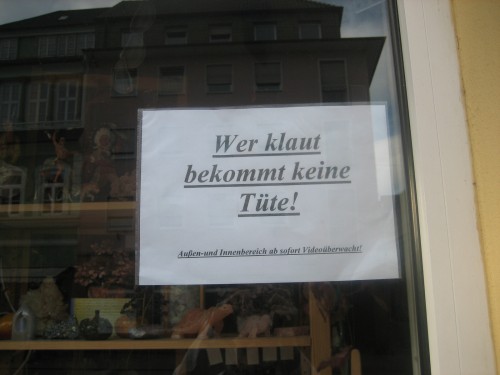 Wer klaut
bekommt keine
Tüte!
Außen-und Innenbereich ab sofort Videoüberwacht!